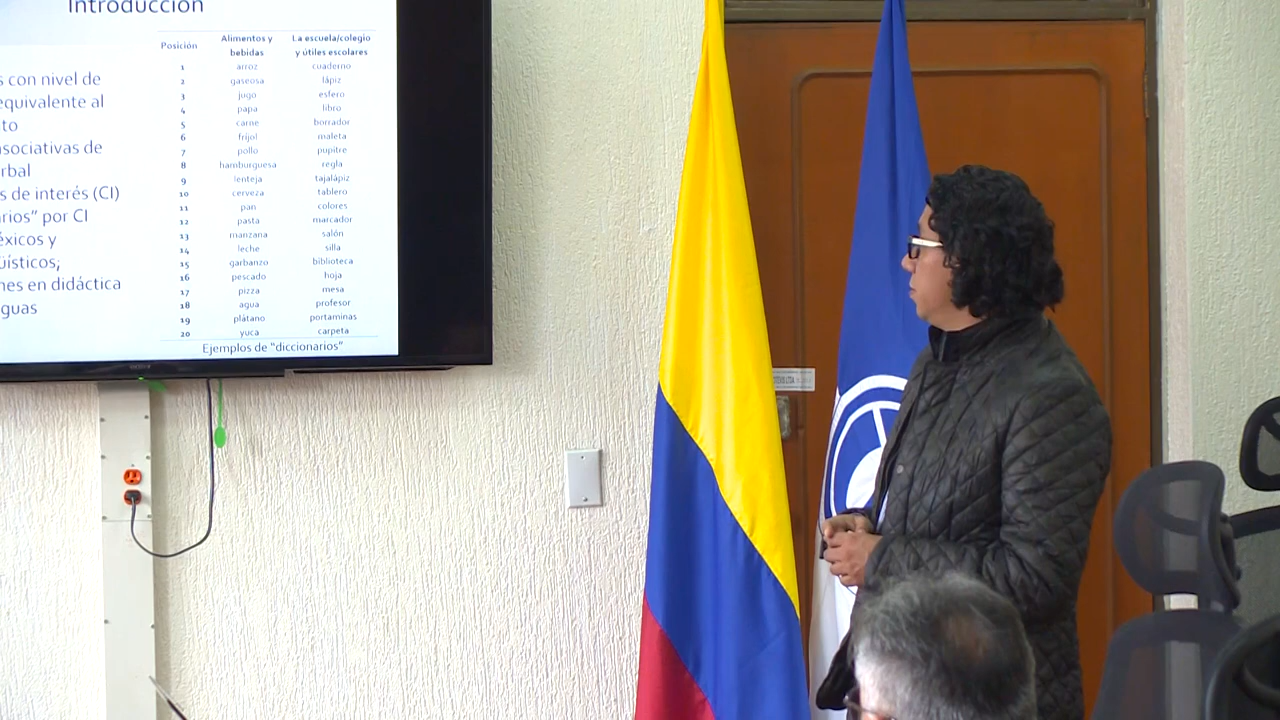 Introducción
s con nivel de
equivalente al
to
asociativas de
rbal
s de interés (CI)
arios” por CI
éxicos y
üísticos;
nes en didáctica
guas
Posición Alimentos y bebidas La escuela/colegio y útiles escolares
1 arroz cuaderno
2 gaseosa lápiz
3 jugo esfero
4 papa libro
5 carne borrador
6 frijol maleta
7 pollo pupitre
8 hamburguesa regla
9 lenteja tajalápiz
10 cerveza tablero
11 pan colores
12 pasta marcador
13 manzana salón
14 leche silla
15 garbanzo biblioteca
16 pescado hoja
17 pizza mesa
18 agua profesor
19 plátano portaminas
20 yuca carpeta
Ejemplos de “diccionarios”